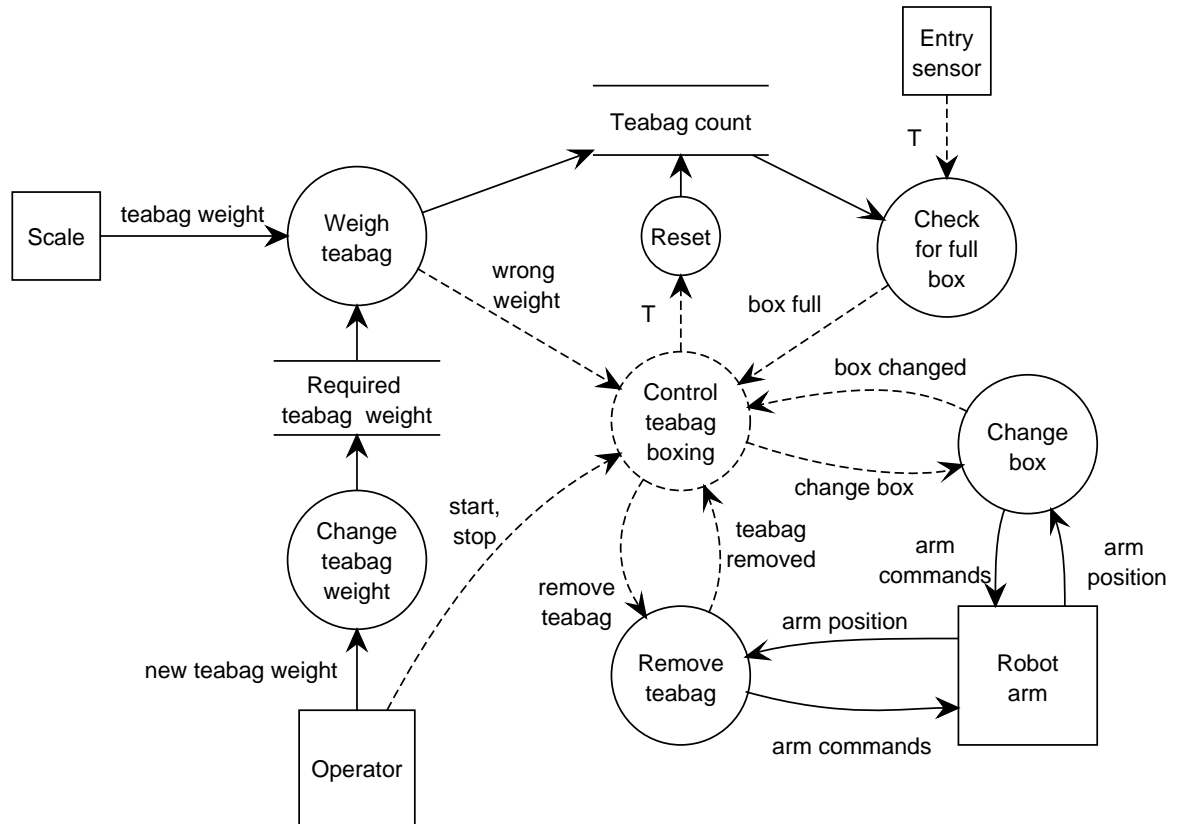 Entry
sensor
Teabag count
T
Scale
teabag weight
Weigh
teabag
Reset
Check
for full
box
wrong
weight
T
box full
Required
teabag  weight
Control
teabag
boxing
box changed
Change
box
change box
Change
teabag
weight
start,
stop
teabag
removed
remove
teabag
arm
commands
arm
position
new teabag weight
arm position
Remove
teabag
Robot
arm
arm commands
Operator